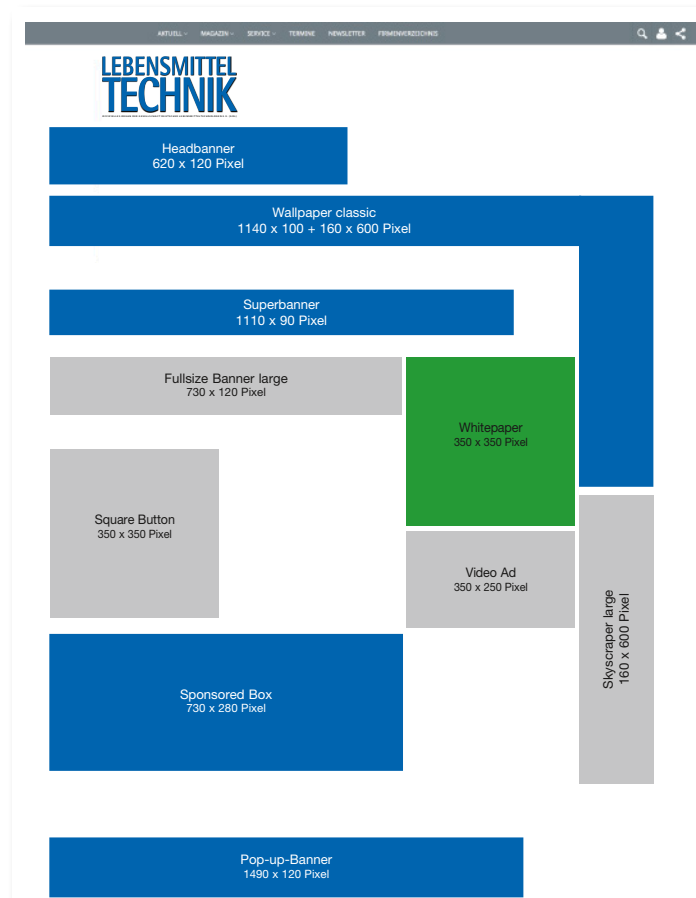 AKTUELL MAGAZIN SERVICE TERMINE NEWSLETTER FIRMENVERZEICHNIS
LEBENSMITTEL
TECHNIK
Headbanner
620 x 120 Pixel
Wallpaper classic
1140 x 100 + 160 x 600 Pixel
Superbanner
1110 x 90 Pixel
Fullsize Banner large
730 x 120 Pixel
Whitepaper
350 x 350 Pixel
Square Button
350 x 350 Pixel
Video Ad
350 x 250 Pixel
Skyscraper large
160 x 600 Pixel
Sponsored Box
730 x 280 Pixel
Pop-up-Banner
1490 x 120 Pixel